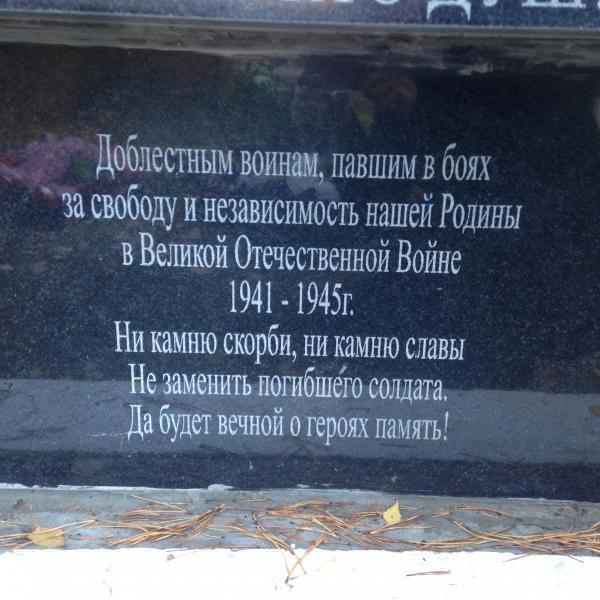 Доблестным воинам, павшим в боях
за свободу и независимость нашей Родины
в Великой Отечественной Войне
1941 - 1945г.
Ни камню скорби, ни камню славы
Не заменить погибшего солдата.
Да будет вечной о героях память!